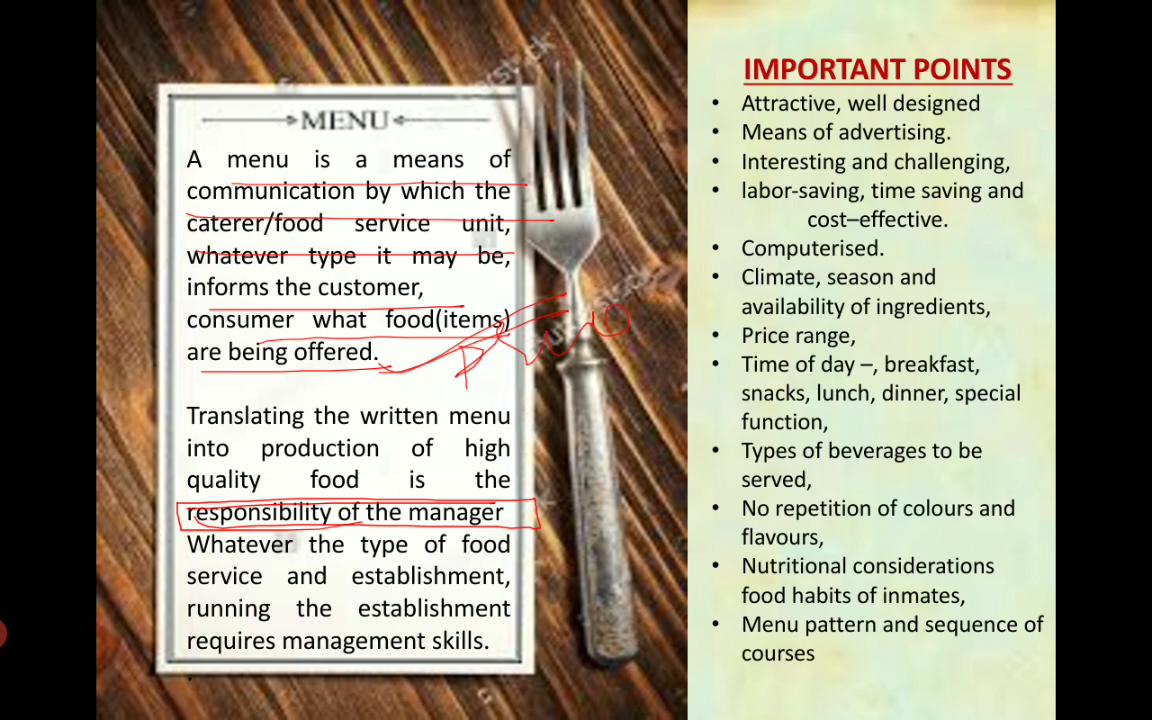 MENU
A menu is a means of
communication by which the
caterer/food service unit,
whatever type it may be,
informs the customer,
consumer what food(items)
are being offered.
Translating the written menu
into production of high
quality food is the
responsibility of the manager
Whatever the type of food
service and establishment,
running the establishment
requires management skills.
.
IMPORTANT POINTS
• Attractive, well designed
• Means of advertising.
• Interesting and challenging,
• labor-saving, time saving and
cost–effective.
• Computerised.
• Climate, season and
availability of ingredients,
• Price range,
• Time of day –, breakfast,
snacks, lunch, dinner, special
function,
• Types of beverages to be
served,
• No repetition of colours and
flavours,
• Nutritional considerations
food habits of inmates,
• Menu pattern and sequence of
courses